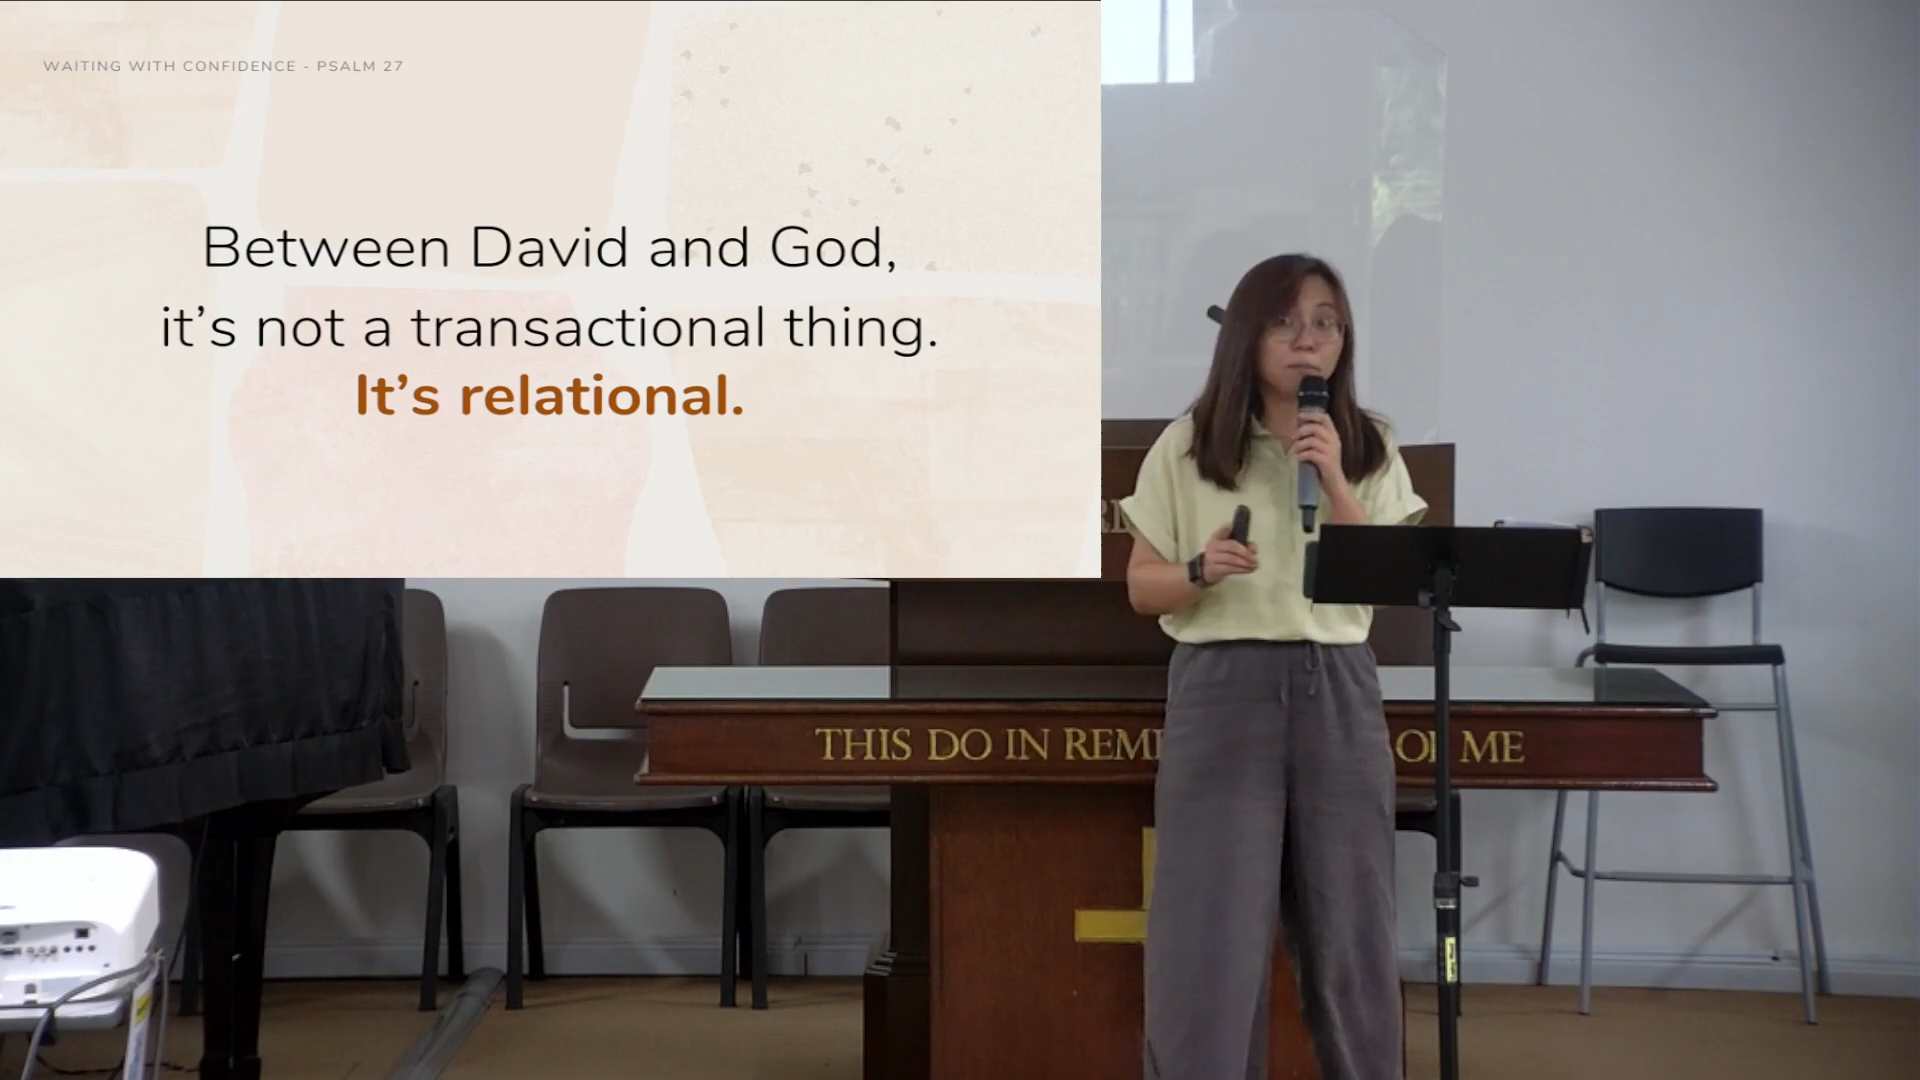 WAITING WITH CONFIDENCE - PSALM 27
Between David and God,
it’s not a transactional thing.
It’s relational.
THIS DO IN OF ME